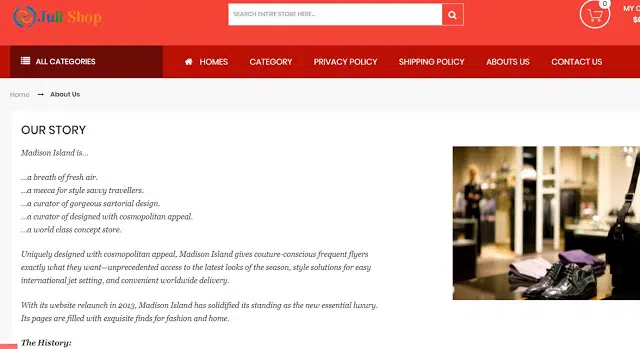 Juli Shop
SEARCH ENTIRE STORE HERE...
0
MY C
$0
ALL CATEGORIES
HOMES CATEGORY PRIVACY POLICY SHIPPING POLICY ABOUTS US CONTACT US
Home → About Us
OUR STORY
Madison Island is...
...a breath of fresh air.
...a mecca for style savvy travellers.
...a curator of gorgeous sartorial design.
...a curator of designed with cosmopolitan appeal.
...a world class concept store.
Uniquely designed with cosmopolitan appeal, Madison Island gives couture-conscious frequent flyers
exactly what they want—unprecedented access to the latest looks of the season, style solutions for easy
international jet setting, and convenient worldwide delivery.
With its website relaunch in 2013, Madison Island has solidified its standing as the new essential luxury.
Its pages are filled with exquisite finds for fashion and home.
The History: